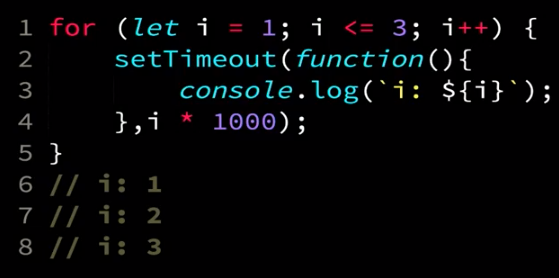 1 for (let i = 1; i <= 3; i++) {
2     setTimeout(function(){
3         console.log(`i: ${i}`);
4     },i * 1000);
5 }
6 // i: 1
7 // i: 2
8 // i: 3